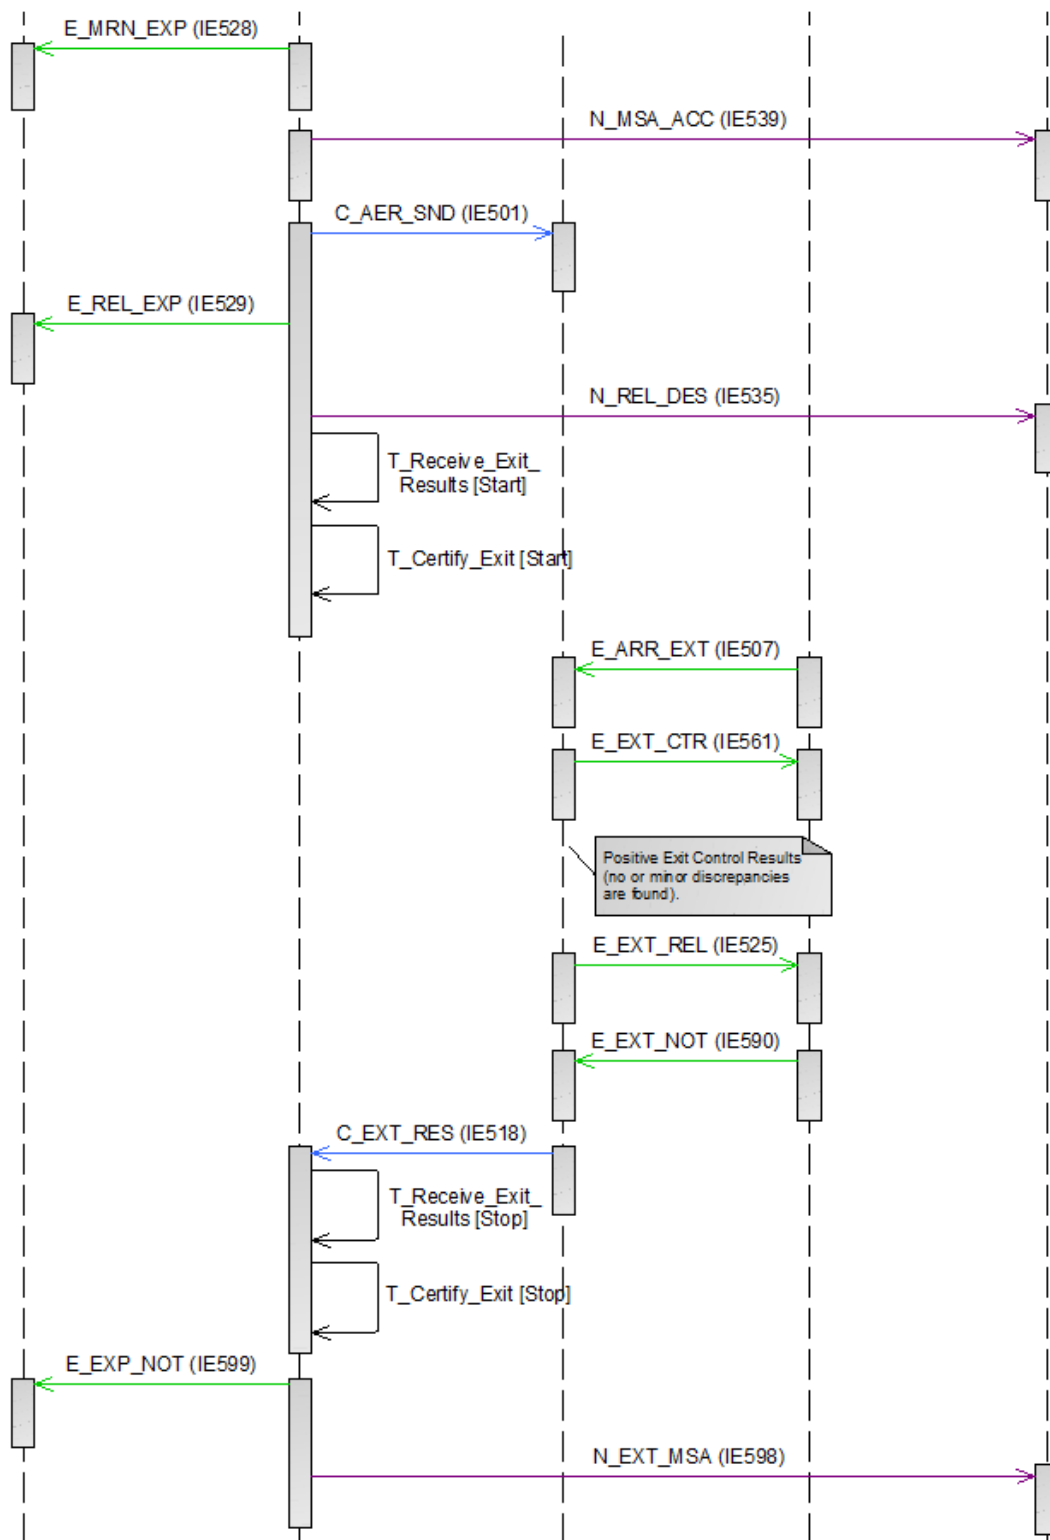 E_MRN_EXP (IE528)
N_MSA_ACC (IE539)
C_AER_SND (IE501)
E_REL_EXP (IE529)
N_REL_DES (IE535)
T_Receive_Exit_
Results [Start]
T_Certify_Exit [Start]
E_ARR_EXT (IE507)
E_EXT_CTR (IE561)
Positive Exit Control Results
(no or minor discrepancies
are found).
E_EXT_REL (IE525)
E_EXT_NOT (IE590)
C_EXT_RES (IE518)
T_Receive_Exit_
Results [Stop]
T_Certify_Exit [Stop]
E_EXP_NOT (IE599)
N_EXT_MSA (IE598)